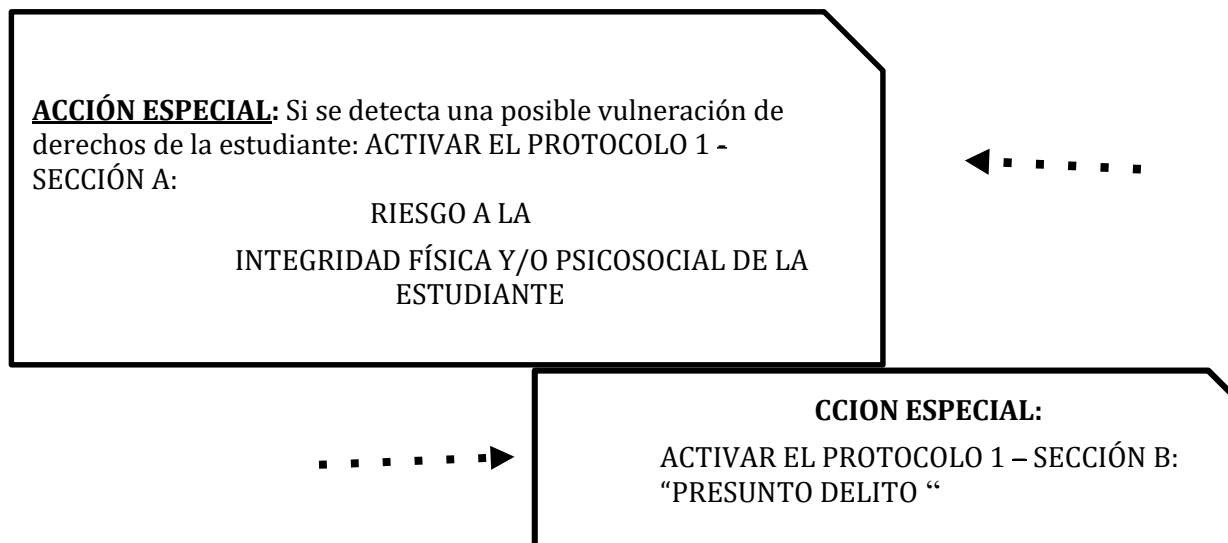 ACCIÓN ESPECIAL: Si se detecta una posible vulneración de
derechos de la estudiante: ACTIVAR EL PROTOCOLO 1 -
SECCIÓN A:
RIESGO A LA
INTEGRIDAD FÍSICA Y/O PSICOSOCIAL DE LA
ESTUDIANTE
CCION ESPECIAL:
ACTIVAR EL PROTOCOLO 1 – SECCIÓN B:
“PRESUNTO DELITO “